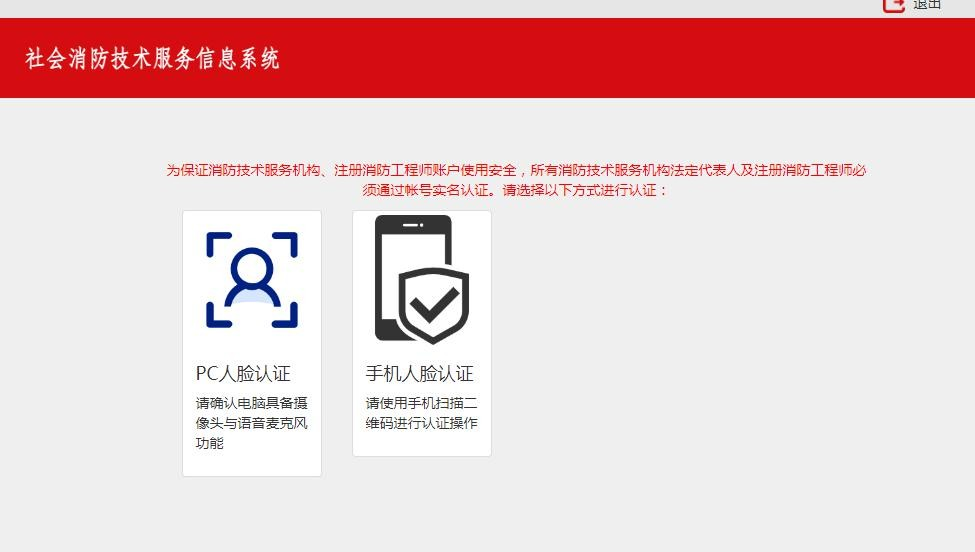 退出
社会消防技术服务信息系统
为保证消防技术服务机构、注册消防工程师账户使用安全，所有消防技术服务机构法定代表人及注册消防工程师必
须通过帐号实名认证。请选择以下方式进行认证：
PC人脸认证
请确认电脑具备摄
像头与语音麦克风
功能
手机人脸认证
请使用手机扫描二
维码进行认证操作